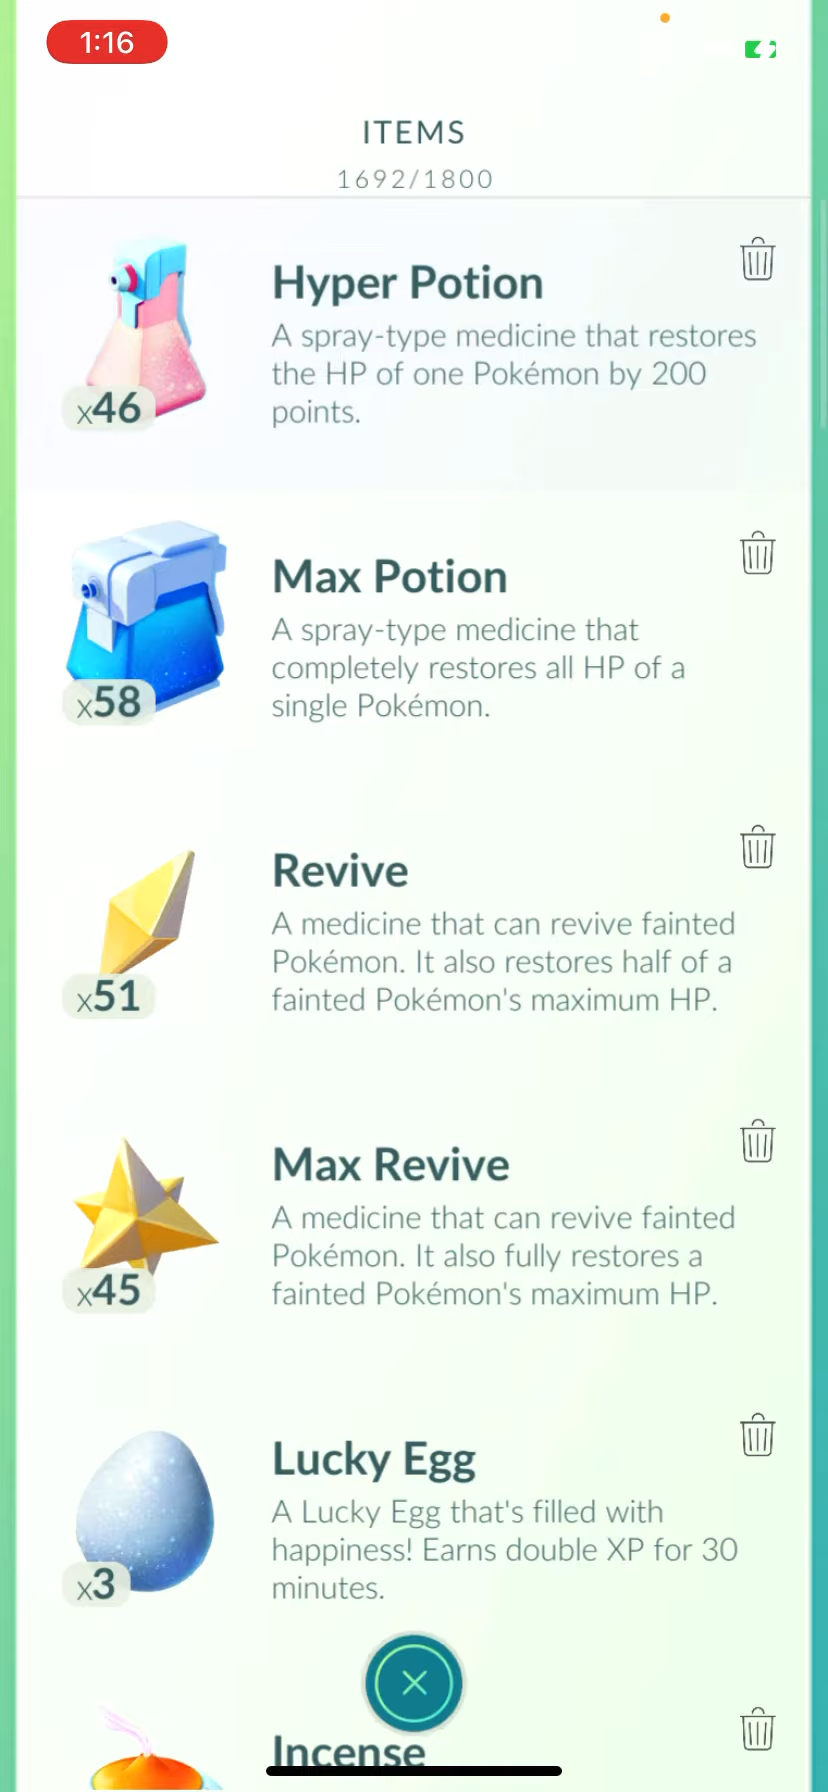 1:16
ITEMS
1692/1800
Hyper Potion
A spray-type medicine that restores
the HP of one Pokémon by 200
points.
x46
Max Potion
A spray-type medicine that
completely restores all HP of a
single Pokémon.
x58
Revive
A medicine that can revive fainted
Pokémon. It also restores half of a
fainted Pokémon's maximum HP.
x51
Max Revive
A medicine that can revive fainted
Pokémon. It also fully restores a
fainted Pokémon's maximum HP.
x45
Lucky Egg
A Lucky Egg that's filled with
happiness! Earns double XP for 30
minutes.
x3
Incense